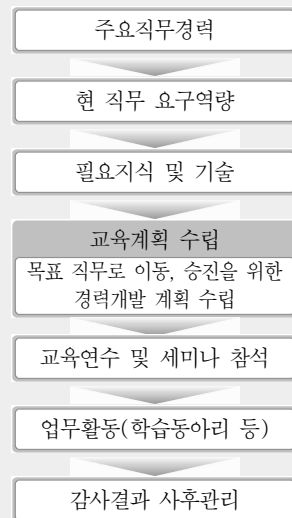 주요직무경력
현 직무 요구역량
필요지식 및 기술
교육계획 수립
목표 직무로 이동, 승진을 위한
경력개발 계획 수립
교육연수 및 세미나 참석
업무활동(학습동아리 등)
감사결과 사후관리